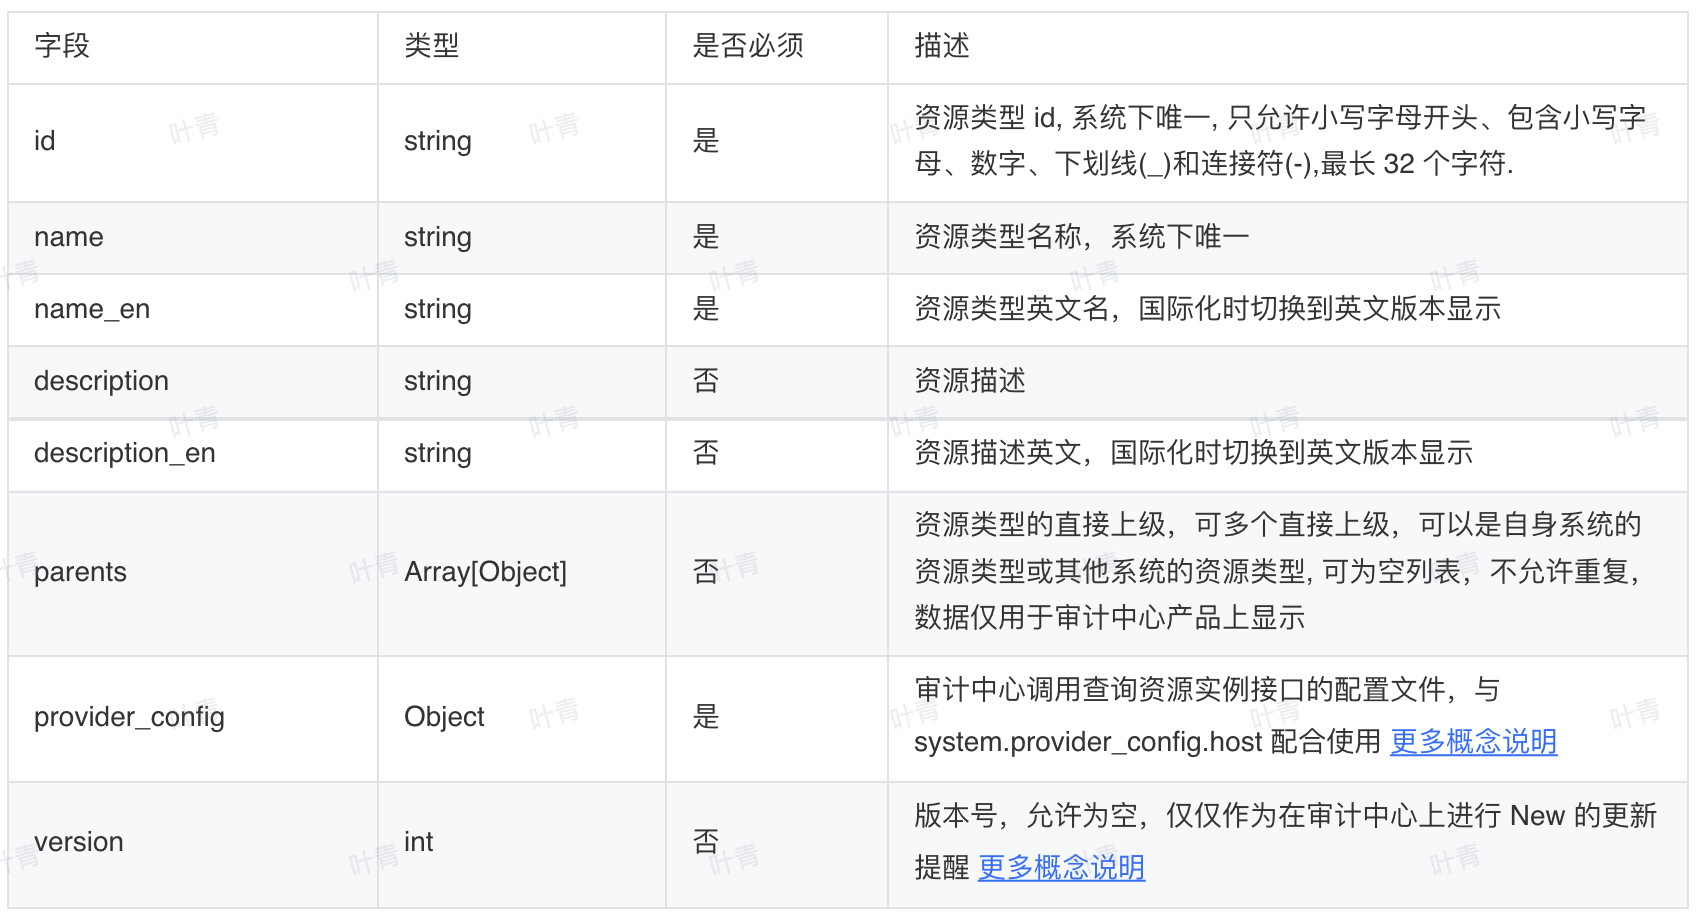 字段 类型 是否必须 描述
id string 是 资源类型 id, 系统下唯一, 只允许小写字母开头、包含小写字
母、数字、下划线(_)和连接符(-),最长 32 个字符.
name string 是 资源类型名称，系统下唯一
name_en string 是 资源类型英文名，国际化时切换到英文版本显示
description string 否 资源描述
description_en string 否 资源描述英文，国际化时切换到英文版本显示
parents Array[Object] 否 资源类型的直接上级，可多个直接上级，可以是自身系统的
资源类型或其他系统的资源类型, 可为空列表，不允许重复，
数据仅用于审计中心产品上显示
provider_config Object 是 审计中心调用查询资源实例接口的配置文件，与
system.provider_config.host 配合使用 更多概念说明
version int 否 版本号，允许为空，仅仅作为在审计中心上进行 New 的更新
提醒 更多概念说明
叶青